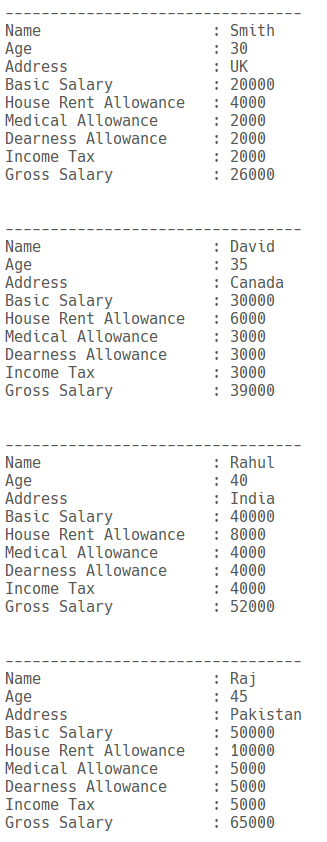 ---------------------------------
Name                   : Smith
Age                    : 30
Address                : UK
Basic Salary           : 20000
House Rent Allowance   : 4000
Medical Allowance      : 2000
Dearness Allowance     : 2000
Income Tax             : 2000
Gross Salary           : 26000
---------------------------------
Name                   : David
Age                    : 35
Address                : Canada
Basic Salary           : 30000
House Rent Allowance   : 6000
Medical Allowance      : 3000
Dearness Allowance     : 3000
Income Tax             : 3000
Gross Salary           : 39000
---------------------------------
Name                   : Rahul
Age                    : 40
Address                : India
Basic Salary           : 40000
House Rent Allowance   : 8000
Medical Allowance      : 4000
Dearness Allowance     : 4000
Income Tax             : 4000
Gross Salary           : 52000
---------------------------------
Name                   : Raj
Age                    : 45
Address                : Pakistan
Basic Salary           : 50000
House Rent Allowance   : 10000
Medical Allowance      : 5000
Dearness Allowance     : 5000
Income Tax             : 5000
Gross Salary           : 65000